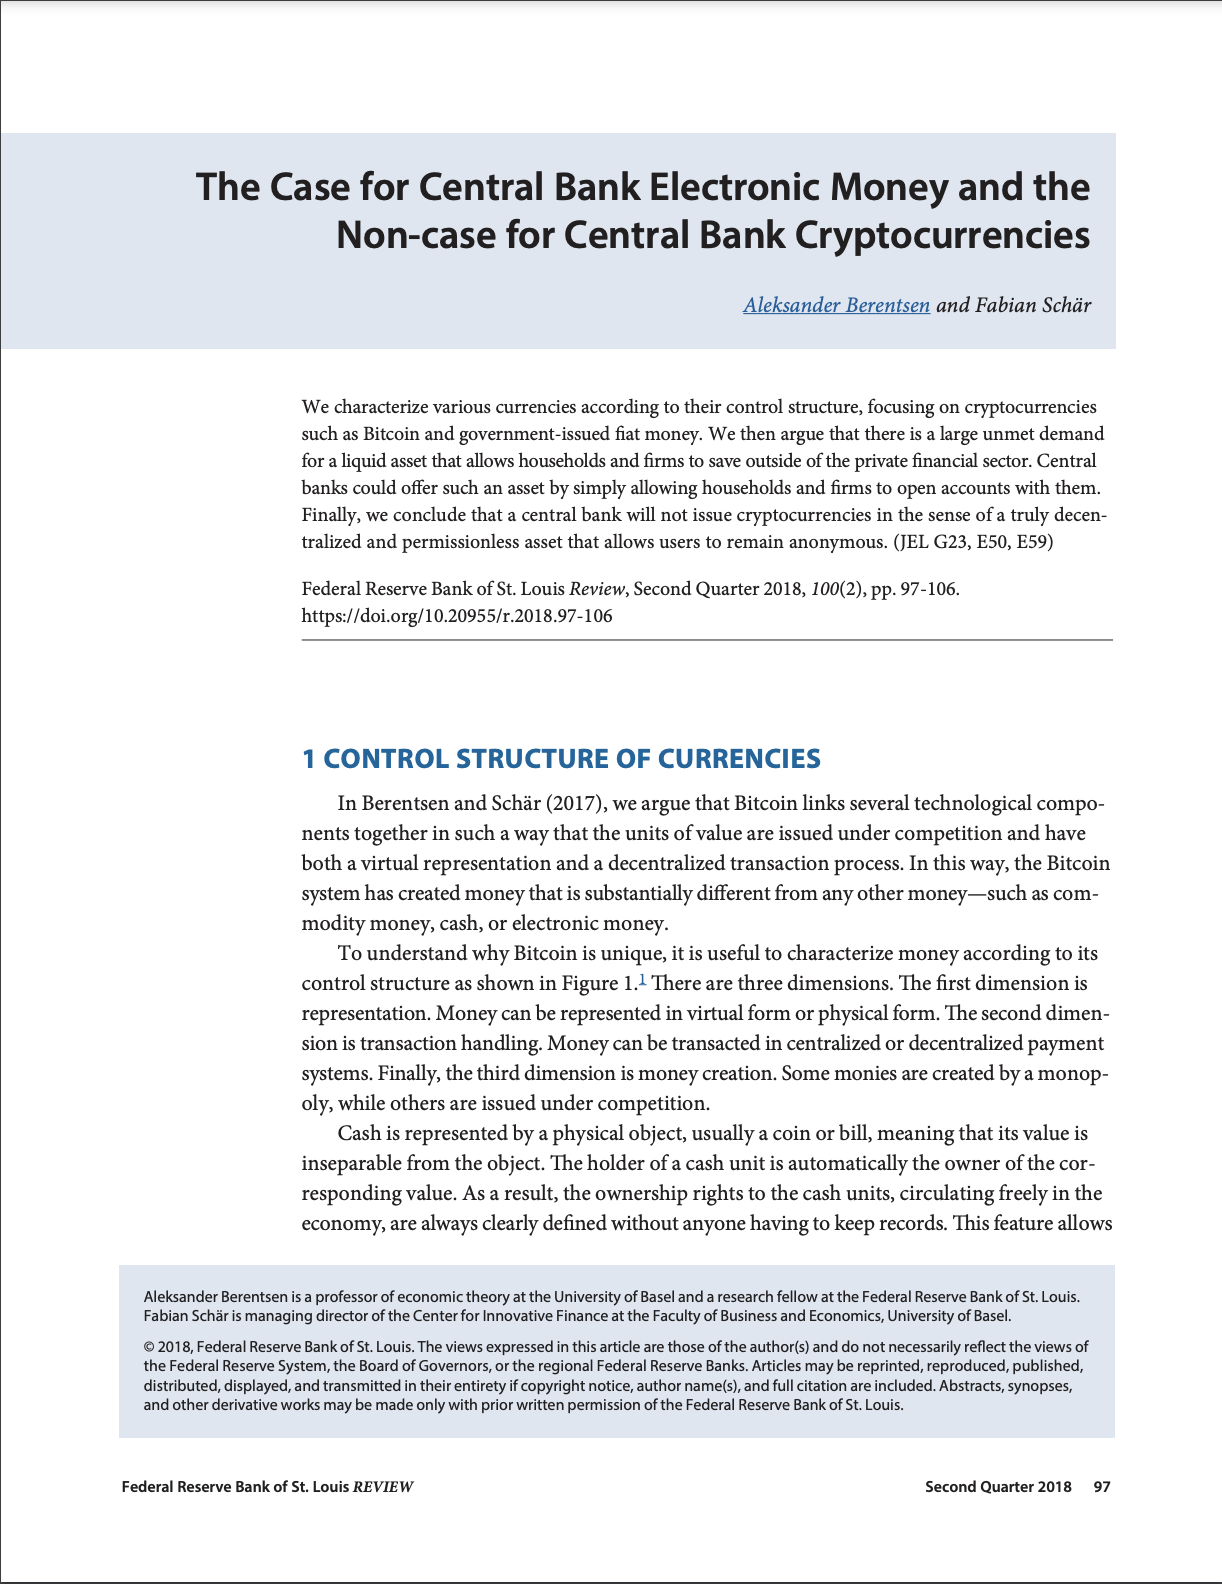 The Case for Central Bank Electronic Money and the
Non-case for Central Bank Cryptocurrencies
Aleksander Berentsen and Fabian Schär
We characterize various currencies according to their control structure, focusing on cryptocurrencies
such as Bitcoin and government-issued fiat money. We then argue that there is a large unmet demand
for a liquid asset that allows households and firms to save outside of the private financial sector. Central
banks could offer such an asset by simply allowing households and firms to open accounts with them.
Finally, we conclude that a central bank will not issue cryptocurrencies in the sense of a truly decen-
tralized and permissionless asset that allows users to remain anonymous. (JEL G23, E50, E59)
Federal Reserve Bank of St. Louis Review, Second Quarter 2018, 100(2), pp. 97-106.
https://doi.org/10.20955/r.2018.97-106
1 CONTROL STRUCTURE OF CURRENCIES
In Berentsen and Schär (2017), we argue that Bitcoin links several technological compo-
nents together in such a way that the units of value are issued under competition and have
both a virtual representation and a decentralized transaction process. In this way, the Bitcoin
system has created money that is substantially different from any other money—such as com-
modity money, cash, or electronic money.
To understand why Bitcoin is unique, it is useful to characterize money according to its
control structure as shown in Figure 1.1 There are three dimensions. The first dimension is
representation. Money can be represented in virtual form or physical form. The second dimen-
sion is transaction handling. Money can be transacted in centralized or decentralized payment
systems. Finally, the third dimension is money creation. Some monies are created by a monop-
oly, while others are issued under competition.
Cash is represented by a physical object, usually a coin or bill, meaning that its value is
inseparable from the object. The holder of a cash unit is automatically the owner of the cor-
responding value. As a result, the ownership rights to the cash units, circulating freely in the
economy, are always clearly defined without anyone having to keep records. This feature allows
Aleksander Berentsen is a professor of economic theory at the University of Basel and a research fellow at the Federal Reserve Bank of St. Louis.
Fabian Schär is managing director of the Center for Innovative Finance at the Faculty of Business and Economics, University of Basel.
© 2018, Federal Reserve Bank of St. Louis. The views expressed in this article are those of the author(s) and do not necessarily reflect the views of
the Federal Reserve System, the Board of Governors, or the regional Federal Reserve Banks. Articles may be reprinted, reproduced, published,
distributed, displayed, and transmitted in their entirety if copyright notice, author name(s), and full citation are included. Abstracts, synopses,
and other derivative works may be made only with prior written permission of the Federal Reserve Bank of St. Louis.
Federal Reserve Bank of St. Louis REVIEW
Second Quarter 2018 97